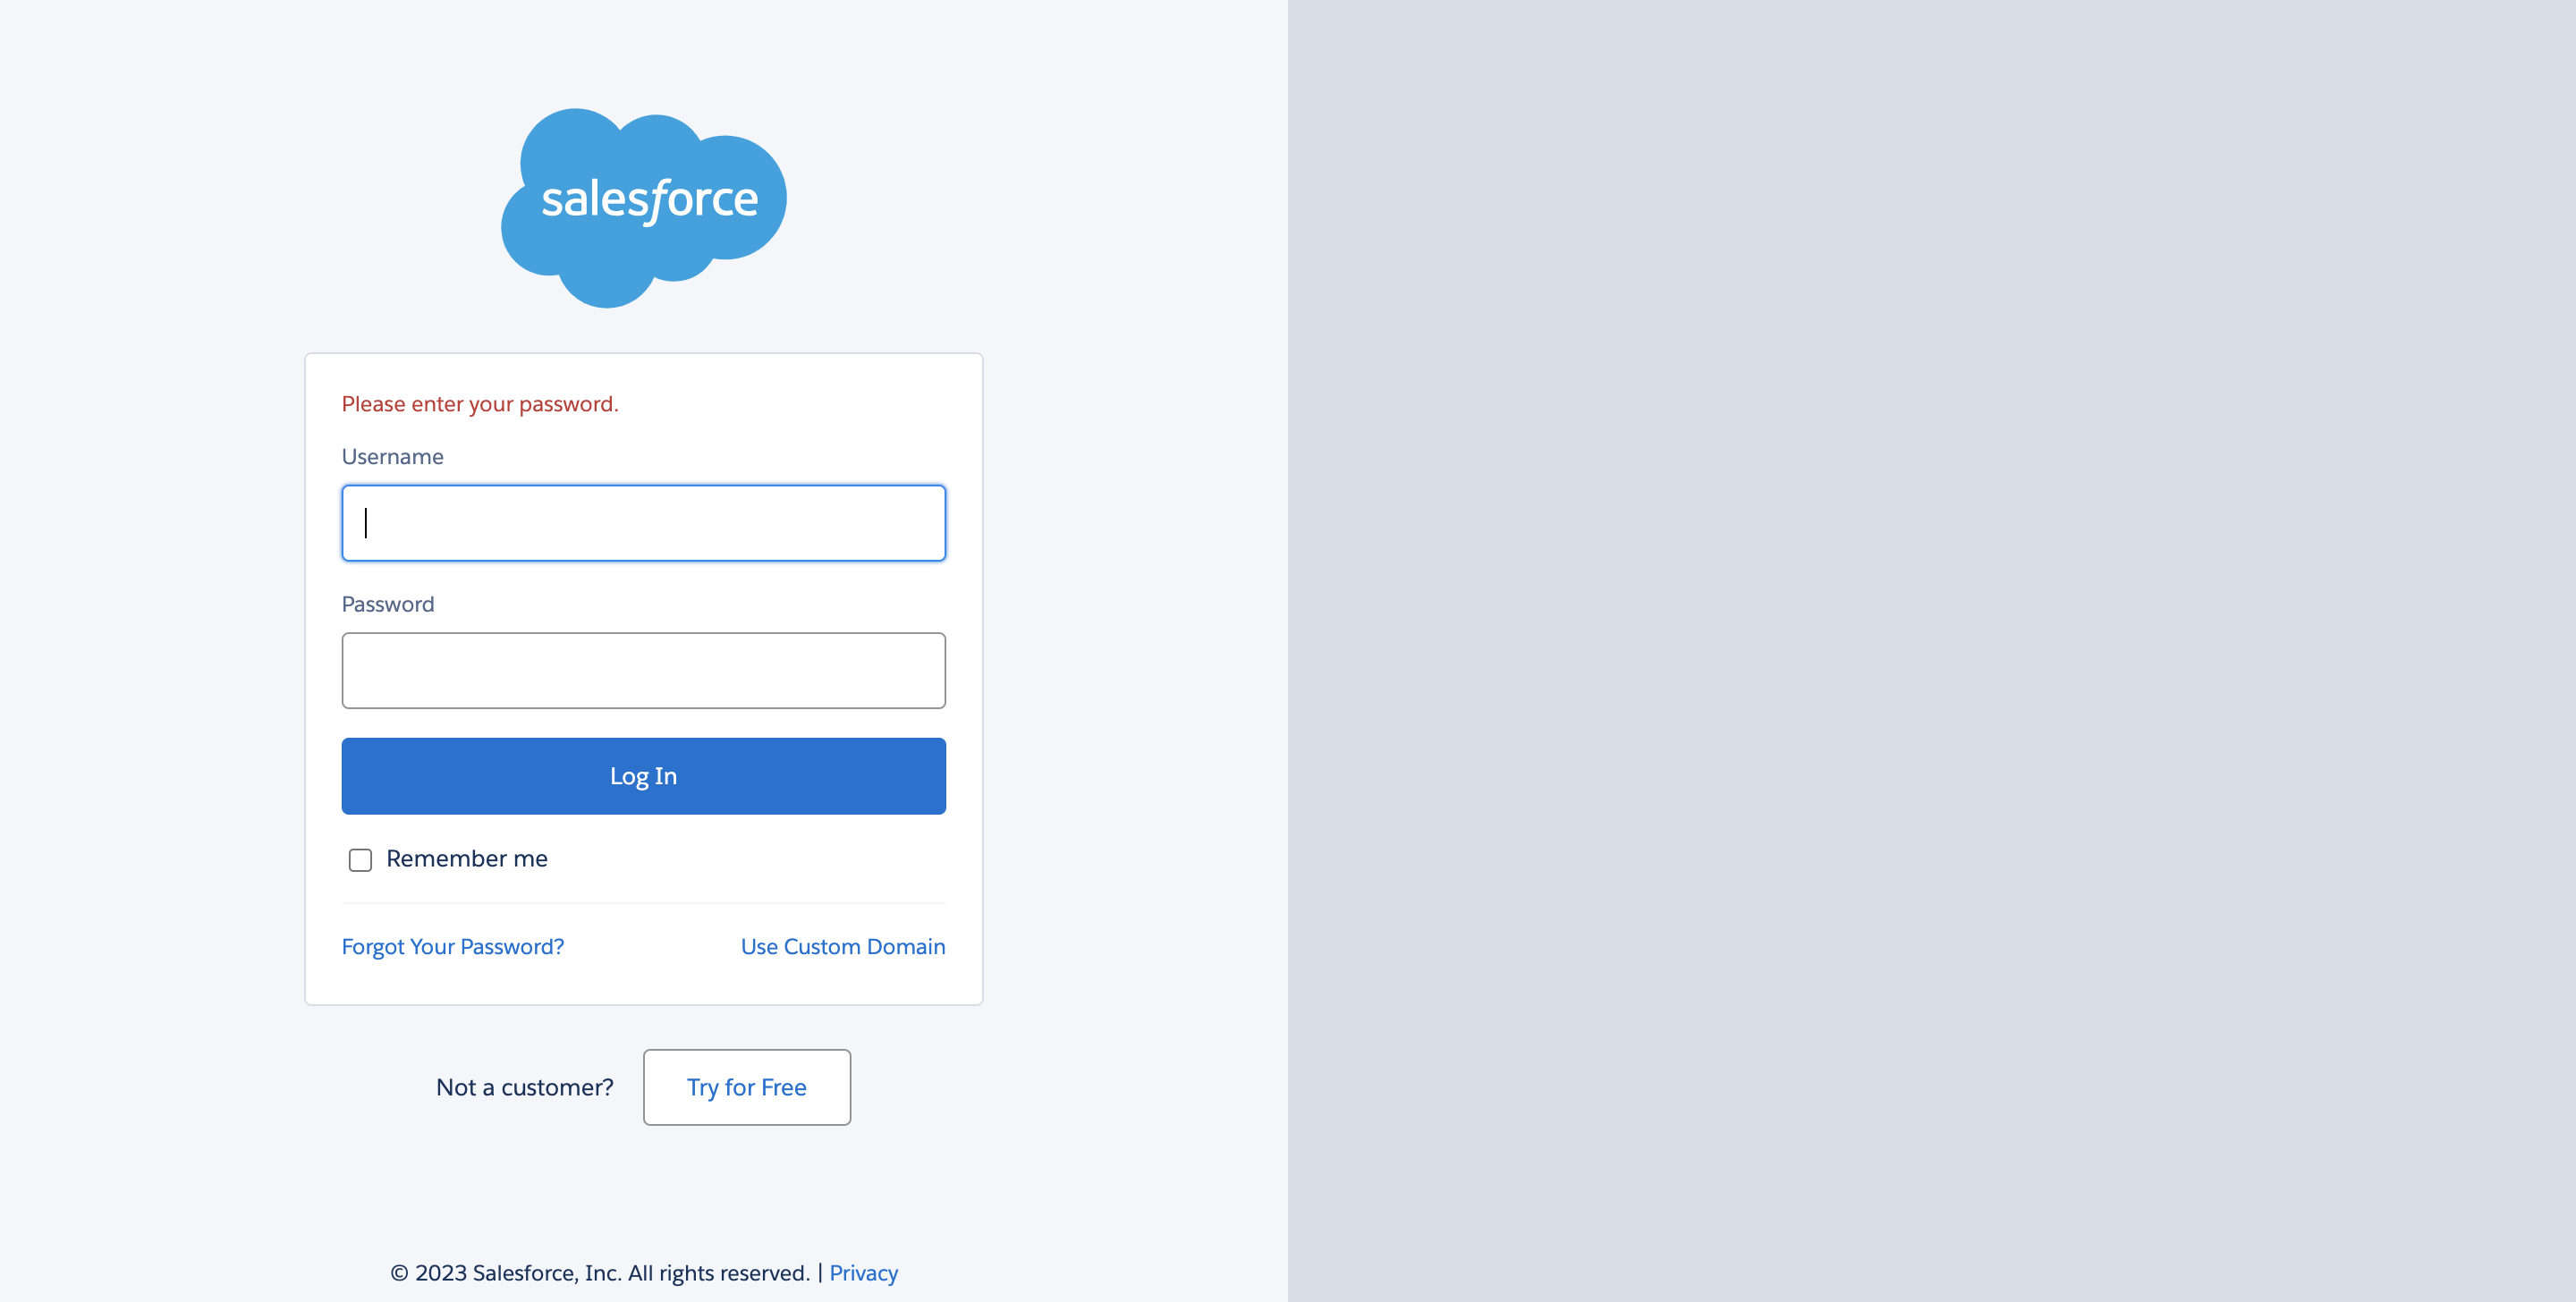 salesforce
Please enter your password.
Username
Password
Log In
Remember me
Forgot Your Password? Use Custom Domain
Not a customer? Try for Free
© 2023 Salesforce, Inc. All rights reserved. | Privacy